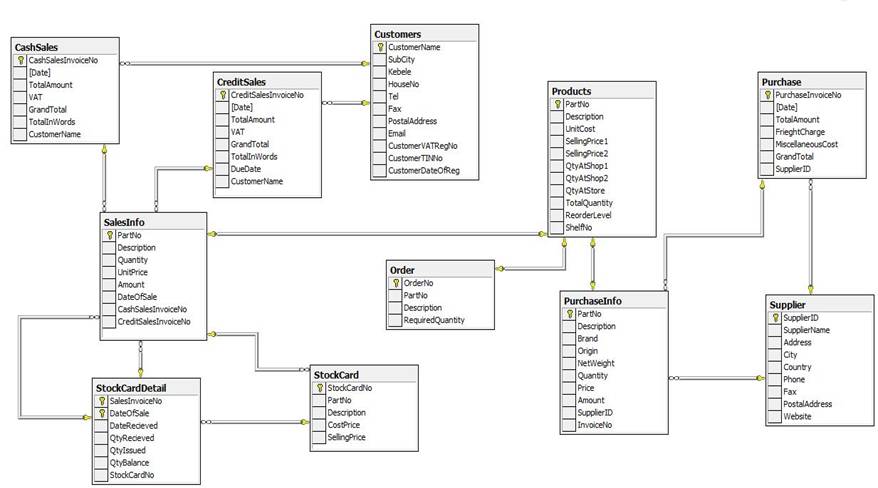 CashSales
CashSalesInvoiceNo
[Date]
TotalAmount
VAT
GrandTotal
TotalInWords
CustomerName
CreditSales
CreditSalesInvoiceNo
[Date]
TotalAmount
VAT
GrandTotal
TotalInWords
DueDate
CustomerName
Customers
CustomerName
SubCity
Kebele
HouseNo
Tel
Fax
PostalAddress
Email
CustomerVATRegNo
CustomerTINNo
CustomerDateOfReg
Products
PartNo
Description
UnitCost
SellingPrice1
SellingPrice2
QtyAtShop1
QtyAtShop2
QtyAtStore
TotalQuantity
ReorderLevel
ShelfNo
Purchase
PurchaseInvoiceNo
[Date]
TotalAmount
FrieghtCharge
MiscellaneousCost
GrandTotal
SupplierID
SalesInfo
PartNo
Description
Quantity
UnitPrice
Amount
DateOfSale
CashSalesInvoiceNo
CreditSalesInvoiceNo
Order
OrderNo
PartNo
Description
RequiredQuantity
PurchaseInfo
PartNo
Description
Brand
Origin
NetWeight
Quantity
Price
Amount
SupplierID
InvoiceNo
Supplier
SupplierID
SupplierName
Address
City
Country
Phone
Fax
PostalAddress
Website
StockCardDetail
SalesInvoiceNo
DateOfSale
DateRecieved
QtyRecieved
QtyIssued
QtyBalance
StockCardNo
StockCard
StockCardNo
PartNo
Description
CostPrice
SellingPrice